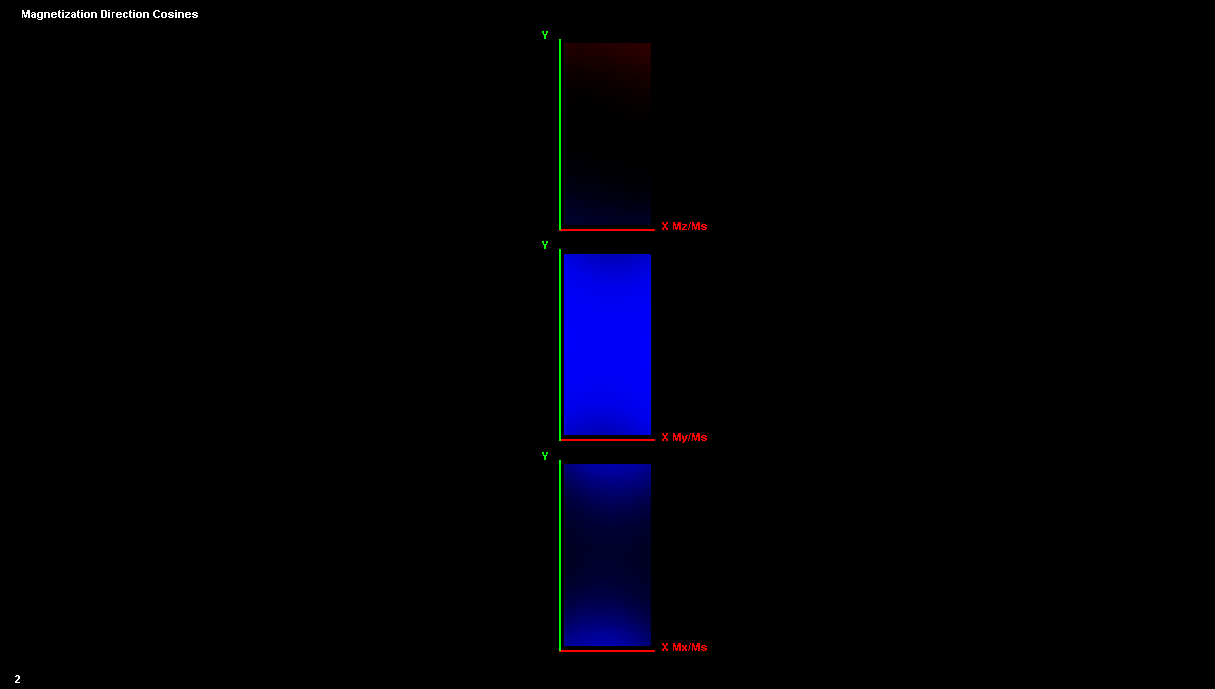 Magnetization Direction Cosines
Y
X Mz/Ms
Y
X My/Ms
Y
X Mx/Ms
2